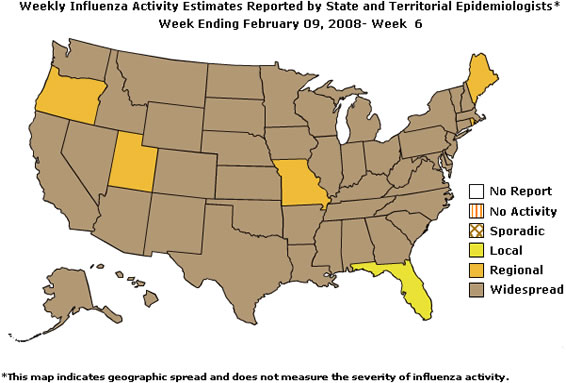 Weekly Influenza Activity Estimates Reported by State and Territorial Epidemiologists*
Week Ending February 09, 2008- Week 6
No Report
No Activity
Sporadic
Local
Regional
Widespread
*This map indicates geographic spread and does not measure the severity of influenza activity.